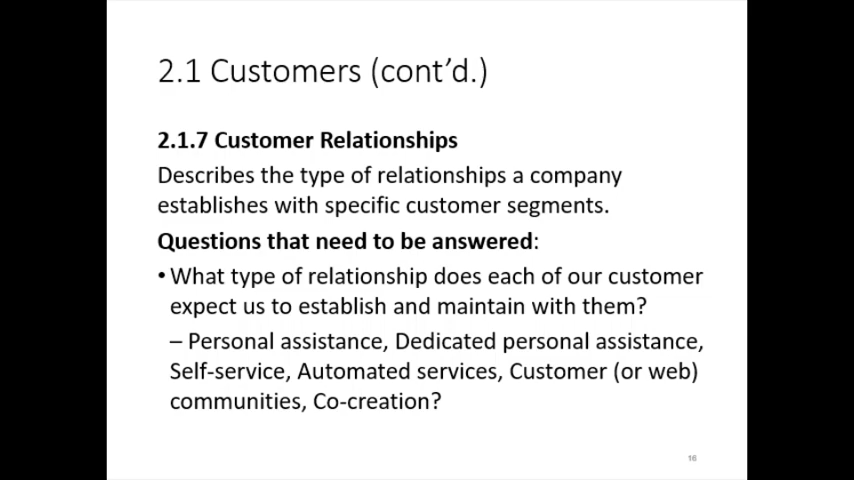 2.1 Customers (cont’d.)
2.1.7 Customer Relationships
Describes the type of relationships a company
establishes with specific customer segments.
Questions that need to be answered:
• What type of relationship does each of our customer
expect us to establish and maintain with them?
– Personal assistance, Dedicated personal assistance,
Self-service, Automated services, Customer (or web)
communities, Co-creation?
16